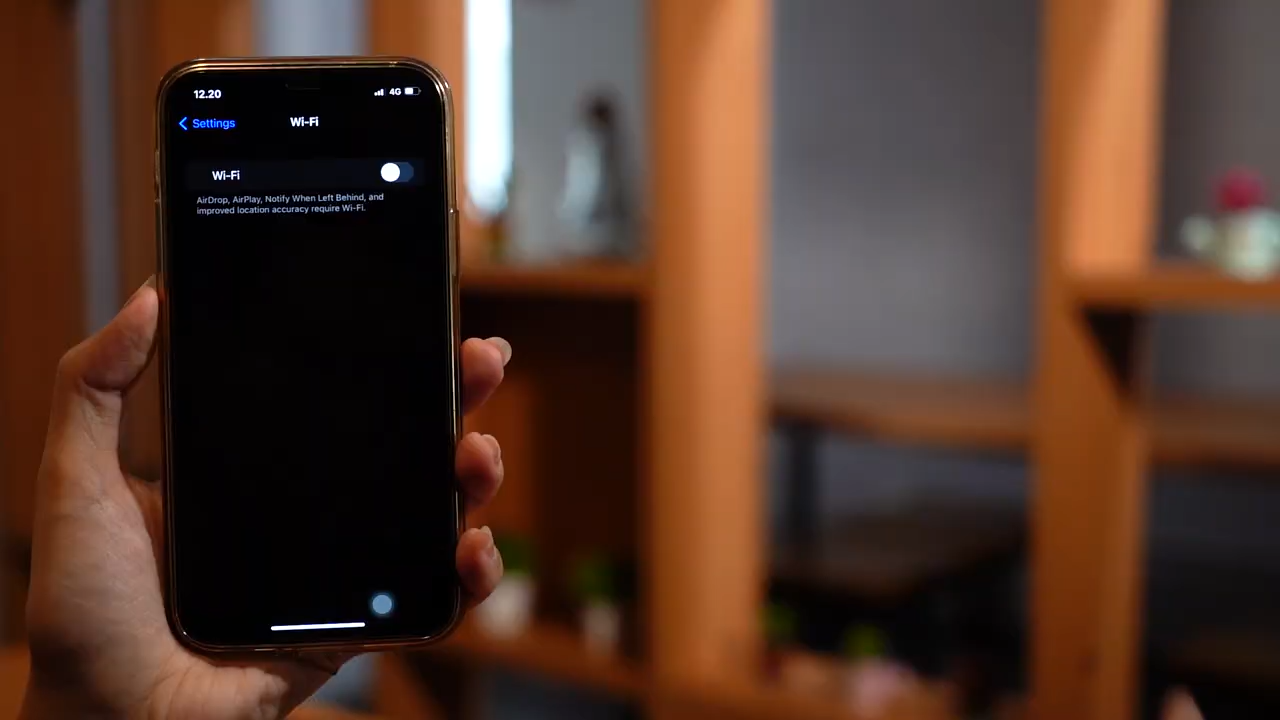 12.20
4G
Settings
Wi-Fi
Wi-Fi
AirDrop, AirPlay, Notify When Left Behind, and
improved location accuracy require Wi-Fi.